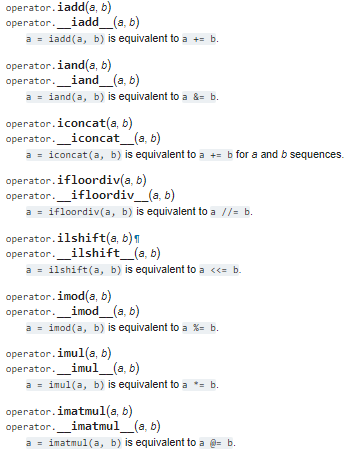 operator.iadd(a, b)
operator.__iadd__(a, b)
a = iadd(a, b) is equivalent to a += b.
operator.iand(a, b)
operator.__iand__(a, b)
a = iand(a, b) is equivalent to a &= b.
operator.iconcat(a, b)
operator.__iconcat__(a, b)
a = iconcat(a, b) is equivalent to a += b for a and b sequences.
operator.ifloordiv(a, b)
operator.__ifloordiv__(a, b)
a = ifloordiv(a, b) is equivalent to a //= b.
operator.ilshift(a, b)¶
operator.__ilshift__(a, b)
a = ilshift(a, b) is equivalent to a <<= b.
operator.imod(a, b)
operator.__imod__(a, b)
a = imod(a, b) is equivalent to a %= b.
operator.imul(a, b)
operator.__imul__(a, b)
a = imul(a, b) is equivalent to a *= b.
operator.imatmul(a, b)
operator.__imatmul__(a, b)
a = imatmul(a, b) is equivalent to a @= b.